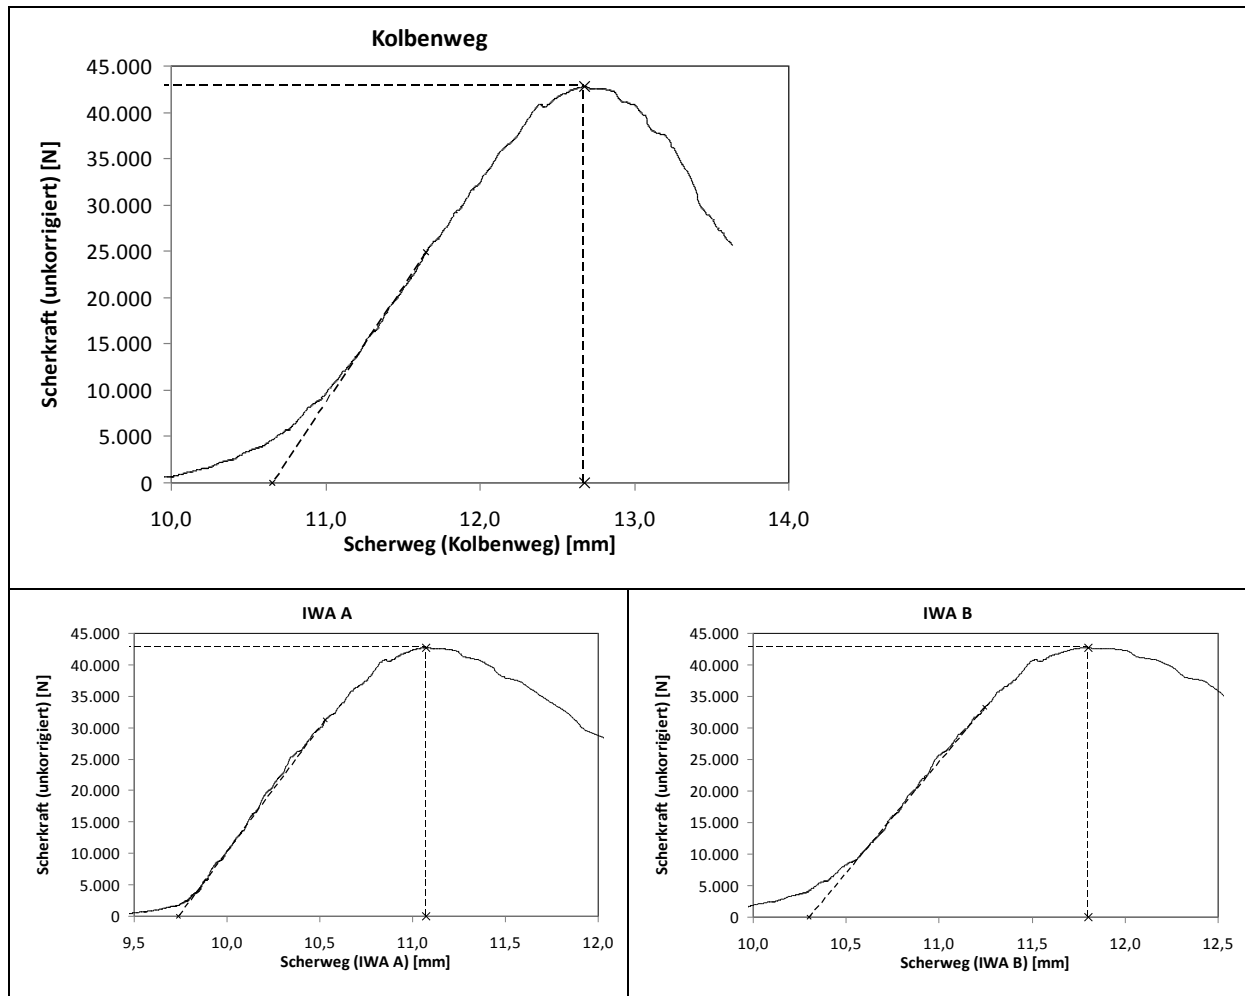 Kolbenweg
Scherkraft (unkorrigiert) [N]
45.000
40.000
35.000
30.000
25.000
20.000
15.000
10.000
5.000
0
10,0 11,0 12,0 13,0 14,0
Scherweg (Kolbenweg) [mm]
IWA A
Scherkraft (unkorrigiert) [N]
45.000
40.000
35.000
30.000
25.000
20.000
15.000
10.000
5.000
0
9,5 10,0 10,5 11,0 11,5 12,0
Scherweg (IWA A) [mm]
IWA B
Scherkraft (unkorrigiert) [N]
45.000
40.000
35.000
30.000
25.000
20.000
15.000
10.000
5.000
0
10,0 10,5 11,0 11,5 12,0 12,5
Scherweg (IWA B) [mm]